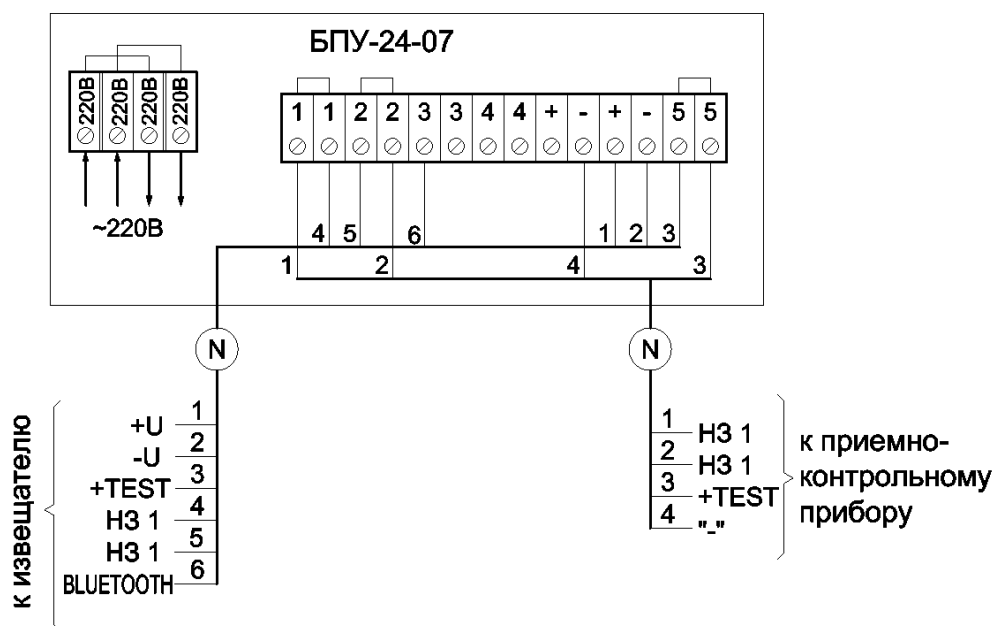 БПУ-24-07
220В 220В 220В 220В
1 1 2 2 3 3 4 4 + - + - 5 5
~220В
4 5 6 1 2 3
1 2 4 3
N N
к извещателю
1 +U
2 -U
3 +TEST
4 НЗ 1
5 НЗ 1
6 BLUETOOTH
1 НЗ 1
2 НЗ 1
3 +TEST
4 "-"
к приемно-
контрольному
прибору